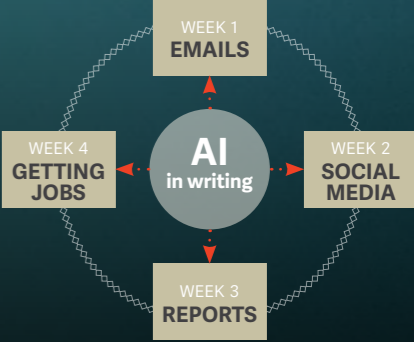 WEEK 1
EMAILS
AI
in writing
WEEK 4
GETTING
JOBS
WEEK 2
SOCIAL
MEDIA
WEEK 3
REPORTS